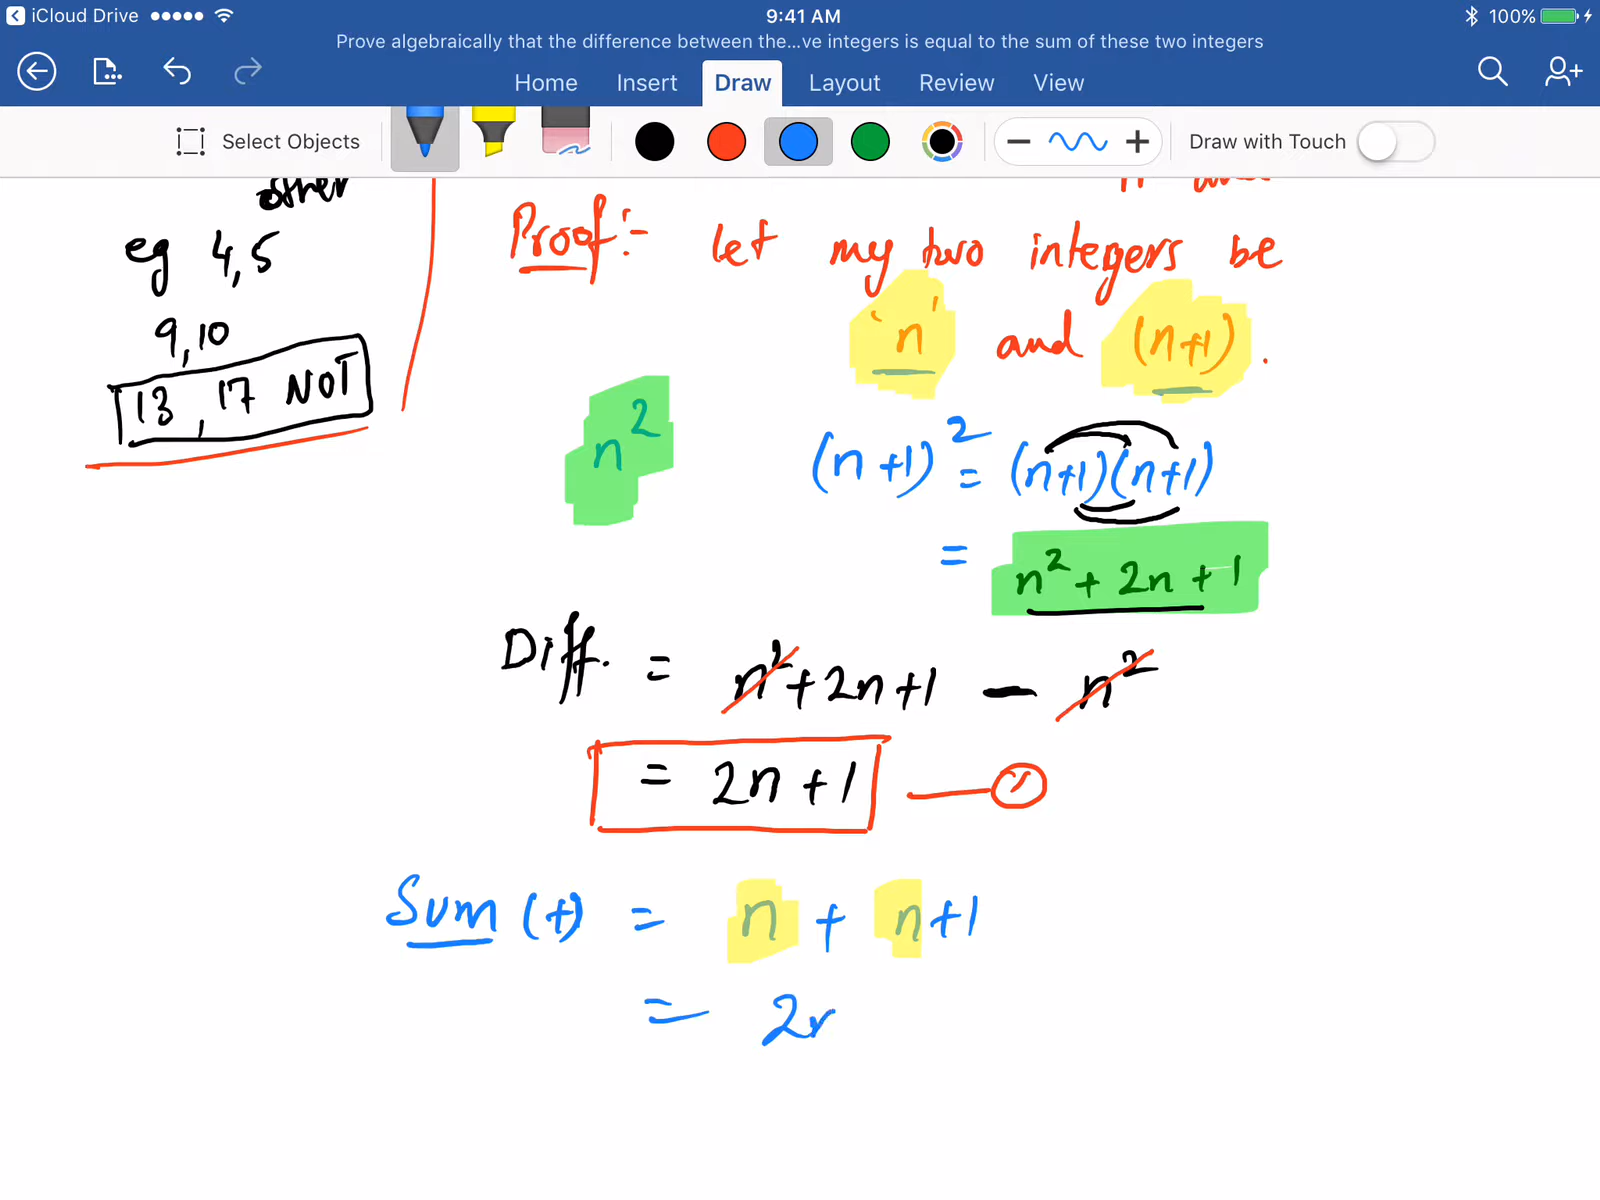 iCloud Drive
9:41 AM
100%
Prove algebraically that the difference between the...ve integers is equal to the sum of these two integers
Home Insert Draw Layout Review View
Select Objects
Draw with Touch
other
eg 4,5
9,10
13, 17 NOT
Proof:- let my two integers be
'n' and (n+1).
n²
(n+1)² = (n+1)(n+1)
= n² + 2n + 1
Diff. = n² + 2n + 1 — n²
= 2n + 1
Sum (+) = n + n+1
= 2